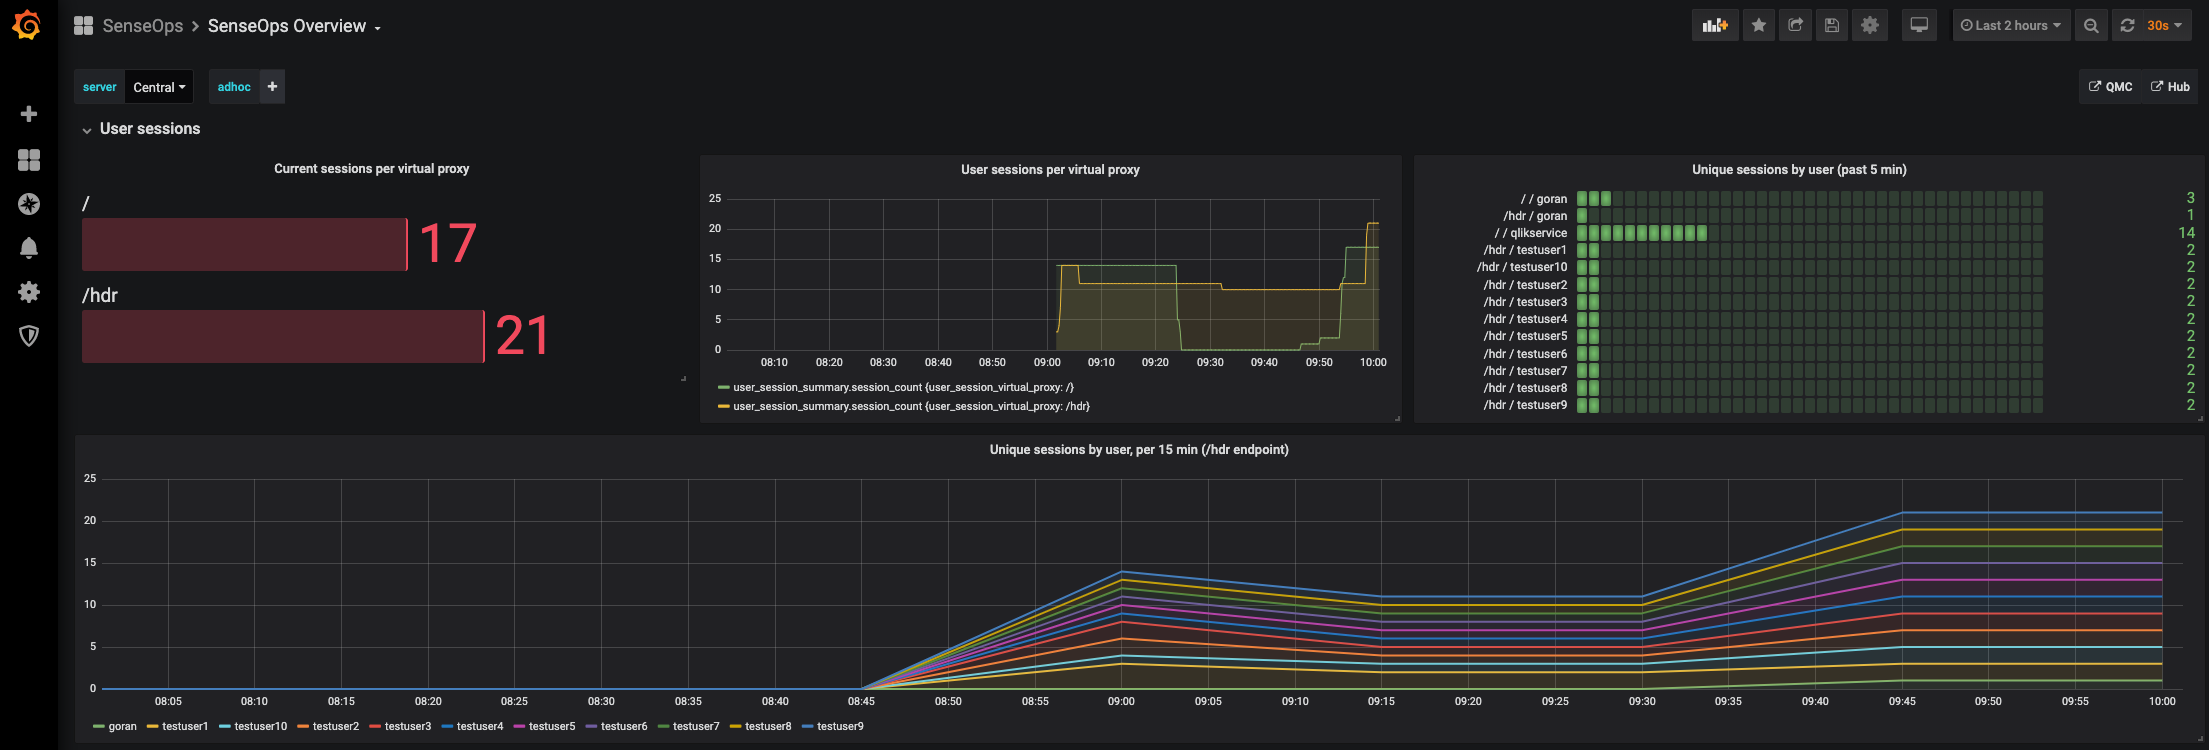 SenseOps > SenseOps Overview
Last 2 hours
30s
server Central
adhoc +
QMC
Hub
User sessions
Current sessions per virtual proxy
/
17
/hdr
21
User sessions per virtual proxy
25
20
15
10
5
0
08:10 08:20 08:30 08:40 08:50 09:00 09:10 09:20 09:30 09:40 09:50 10:00
user_session_summary.session_count {user_session_virtual_proxy: /}
user_session_summary.session_count {user_session_virtual_proxy: /hdr}
Unique sessions by user (past 5 min)
/ / goran 3
/hdr / goran 1
/ / qlikservice 14
/hdr / testuser1 2
/hdr / testuser10 2
/hdr / testuser2 2
/hdr / testuser3 2
/hdr / testuser4 2
/hdr / testuser5 2
/hdr / testuser6 2
/hdr / testuser7 2
/hdr / testuser8 2
/hdr / testuser9 2
Unique sessions by user, per 15 min (/hdr endpoint)
25
20
15
10
5
0
08:05 08:10 08:15 08:20 08:25 08:30 08:35 08:40 08:45 08:50 08:55 09:00 09:05 09:10 09:15 09:20 09:25 09:30 09:35 09:40 09:45 09:50 09:55 10:00
goran testuser1 testuser10 testuser2 testuser3 testuser4 testuser5 testuser6 testuser7 testuser8 testuser9